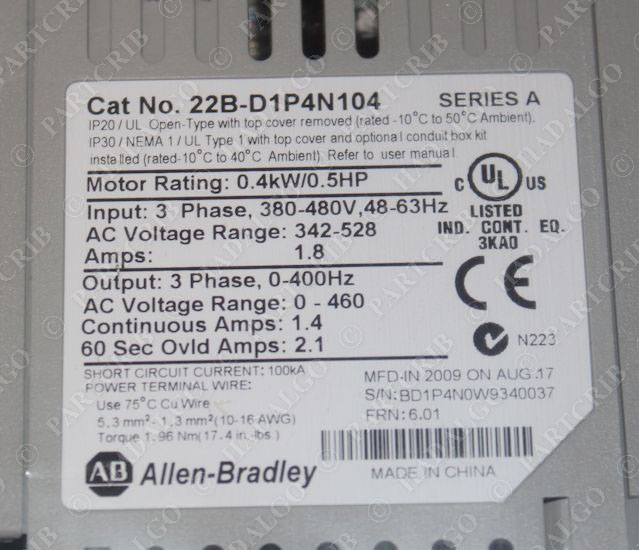 Cat No. 22B-D1P4N104 SERIES A
IP20 / UL Open-Type with top cover removed (rated -10°C to 50°C Ambient).
IP30 / NEMA 1 / UL Type 1 with top cover and optional conduit box kit
installed (rated-10°C to 40°C Ambient). Refer to user manual.
Motor Rating: 0.4kW/0.5HP
C UL US
LISTED
IND. CONT. EQ.
3KA0
Input: 3 Phase, 380-480V,48-63Hz
AC Voltage Range: 342-528
Amps: 1.8
CE
Output: 3 Phase, 0-400Hz
AC Voltage Range: 0 - 460
Continuous Amps: 1.4
60 Sec Ovld Amps: 2.1
N223
SHORT CIRCUIT CURRENT: 100kA
POWER TERMINAL WIRE:
Use 75°C Cu Wire
5.3 mm² - 1.3 mm² (10-16 AWG)
Torque 1.96 Nm (17.4 in.-lbs.)
MFD-IN 2009 ON AUG.17
S/N: BD1P4N0W9340037
FRN: 6.01
AB Allen-Bradley
MADE IN CHINA
© PARTCRIB
© HADALGO